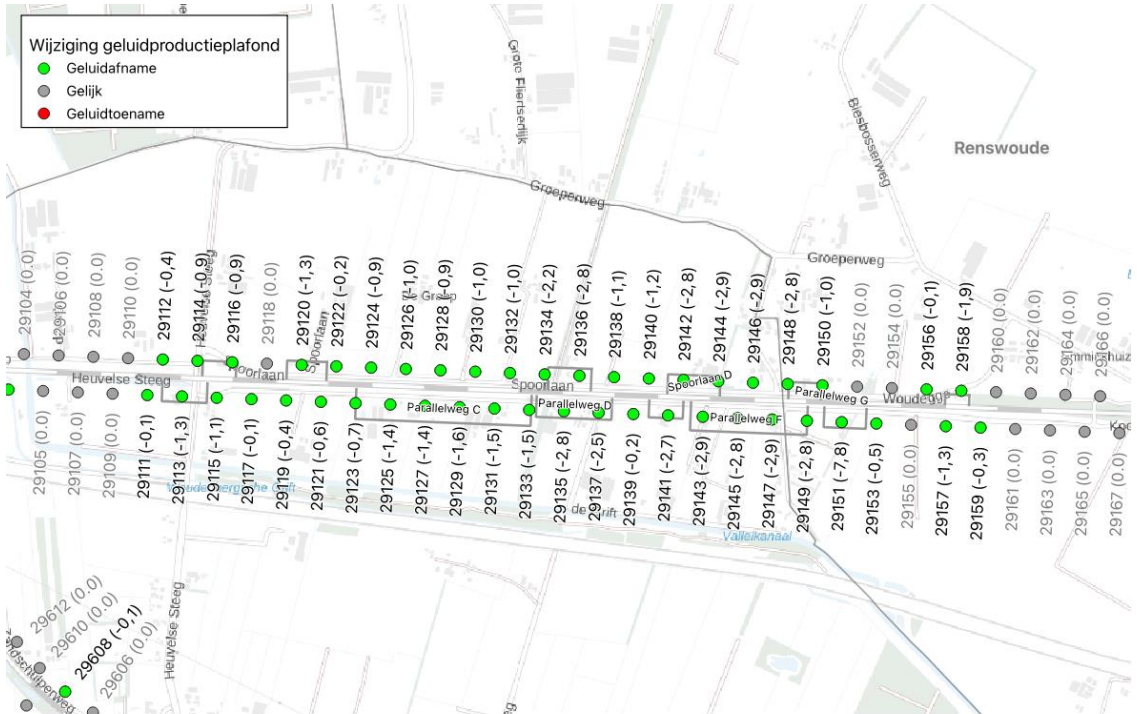 Wijziging geluidproductieplafond
Geluidafname
Gelijk
Geluidtoename
Grote Fliertsedijk
Biesbosserweg
Renswoude
Groeperweg
Groeperweg
29104 (0.0)
29106 (0.0)
29108 (0.0)
29110 (0.0)
29112 (-0,4)
29114 (-0,9)
29116 (-0,9)
29118 (0.0)
29120 (-1,3)
29122 (-0,2)
29124 (-0,9)
29126 (-1,0)
29128 (-0,9)
29130 (-1,0)
29132 (-1,0)
29134 (-2,2)
29136 (-2,8)
29138 (-1,1)
29140 (-1,2)
29142 (-2,8)
29144 (-2,9)
29146 (-2,9)
29148 (-2,8)
29150 (-1,0)
29152 (0.0)
29154 (0.0)
29156 (-0,1)
29158 (-1,9)
29160 (0.0)
29162 (0.0)
29164 (0.0)
29166 (0.0)
Heuvelse Steeg
De Groep
Spoorlaan
Heuvelse Steeg
Spoorlaan
Spoorlaan
Spoorlaan D
Parallelweg C
Parallelweg D
Parallelweg F
Parallelweg G
Woudegge
29105 (0.0)
29107 (0.0)
29109 (0.0)
29111 (-0,1)
29113 (-1,3)
29115 (-1,1)
29117 (-0,1)
29119 (-0,4)
29121 (-0,6)
29123 (-0,7)
29125 (-1,4)
29127 (-1,4)
29129 (-1,6)
29131 (-1,5)
29133 (-1,5)
29135 (-2,8)
29137 (-2,5)
29139 (-0,2)
29141 (-2,7)
29143 (-2,9)
29145 (-2,8)
29147 (-2,9)
29149 (-2,8)
29151 (-7,8)
29153 (-0,5)
29155 (0.0)
29157 (-1,3)
29159 (-0,3)
29161 (0.0)
29163 (0.0)
29165 (0.0)
29167 (0.0)
de Grift
Valleikanaal
Heuvelse Steeg
29612 (0.0)
29610 (0.0)
29608 (-0,1)
29606 (0.0)